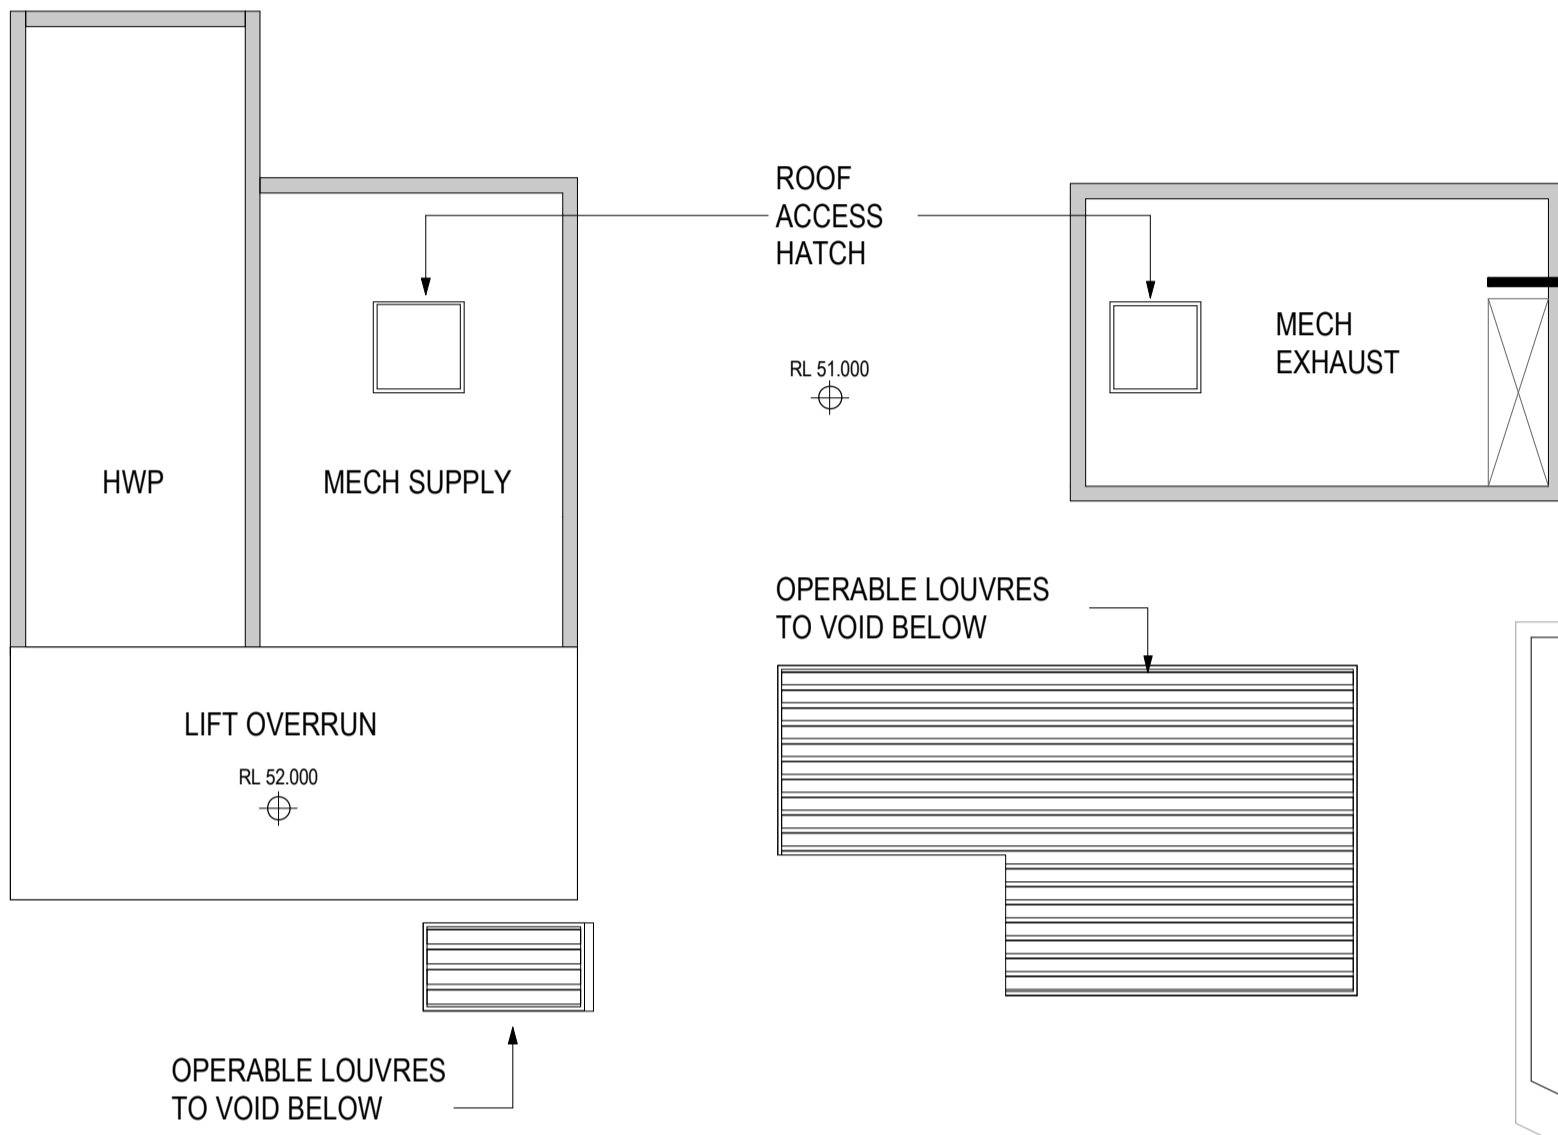 ROOF
ACCESS
HATCH
MECH
EXHAUST
RL 51.000
HWP
MECH SUPPLY
OPERABLE LOUVRES
TO VOID BELOW
LIFT OVERRUN
RL 52.000
OPERABLE LOUVRES
TO VOID BELOW